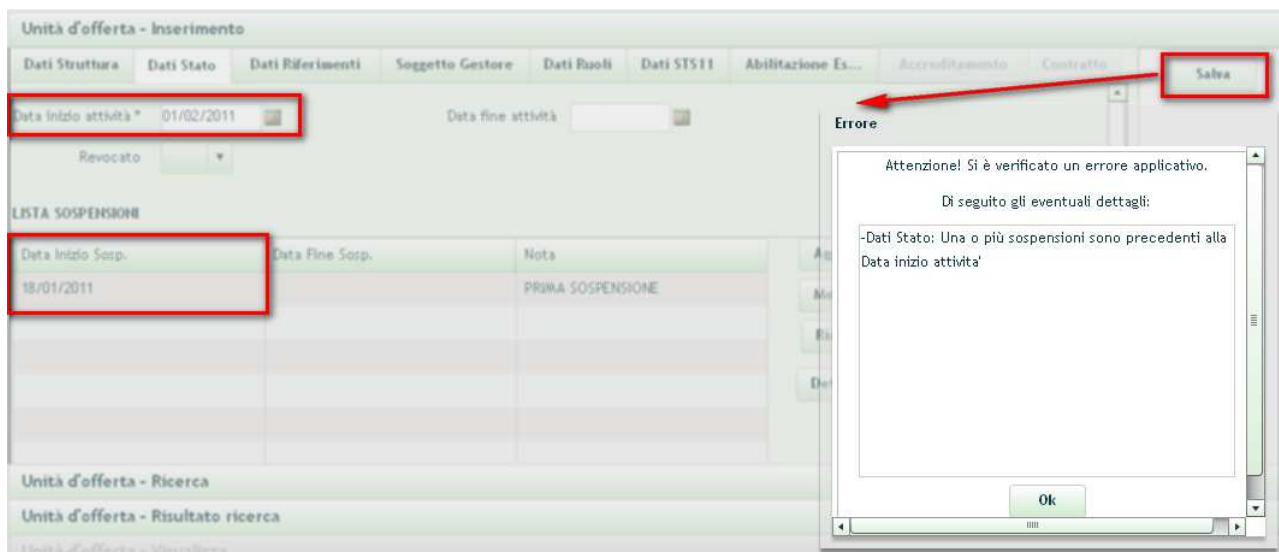 Unità d'offerta - Inserimento
Dati Struttura Dati Stato Dati Riferimenti Soggetto Gestore Dati Ruoli Dati STS11 Abilitazione Es... Accreditamento Contratto Salva
Data inizio attività * 01/02/2011 Data fine attività
Errore
Revocato
Attenzione! Si è verificato un errore applicativo.
Di seguito gli eventuali dettagli:
LISTA SOSPENSIONI
-Dati Stato: Una o più sospensioni sono precedenti alla
Data inizio attivita'
Data Inizio Sosp. Data Fine Sosp. Nota
18/01/2011 PRIMA SOSPENSIONE
Unità d'offerta - Ricerca
Ok
Unità d'offerta - Risultato ricerca
Unità d'offerta - Visualizza